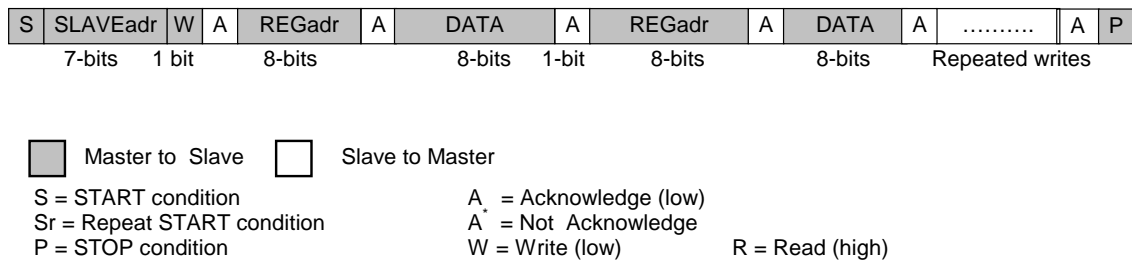 S SLAVEadr W A REGadr A DATA A REGadr A DATA A ………. A P
7-bits 1 bit 8-bits 8-bits 1-bit 8-bits 8-bits Repeated writes
Master to Slave Slave to Master
S = START condition A = Acknowledge (low)
Sr = Repeat START condition A* = Not Acknowledge
P = STOP condition W = Write (low) R = Read (high)